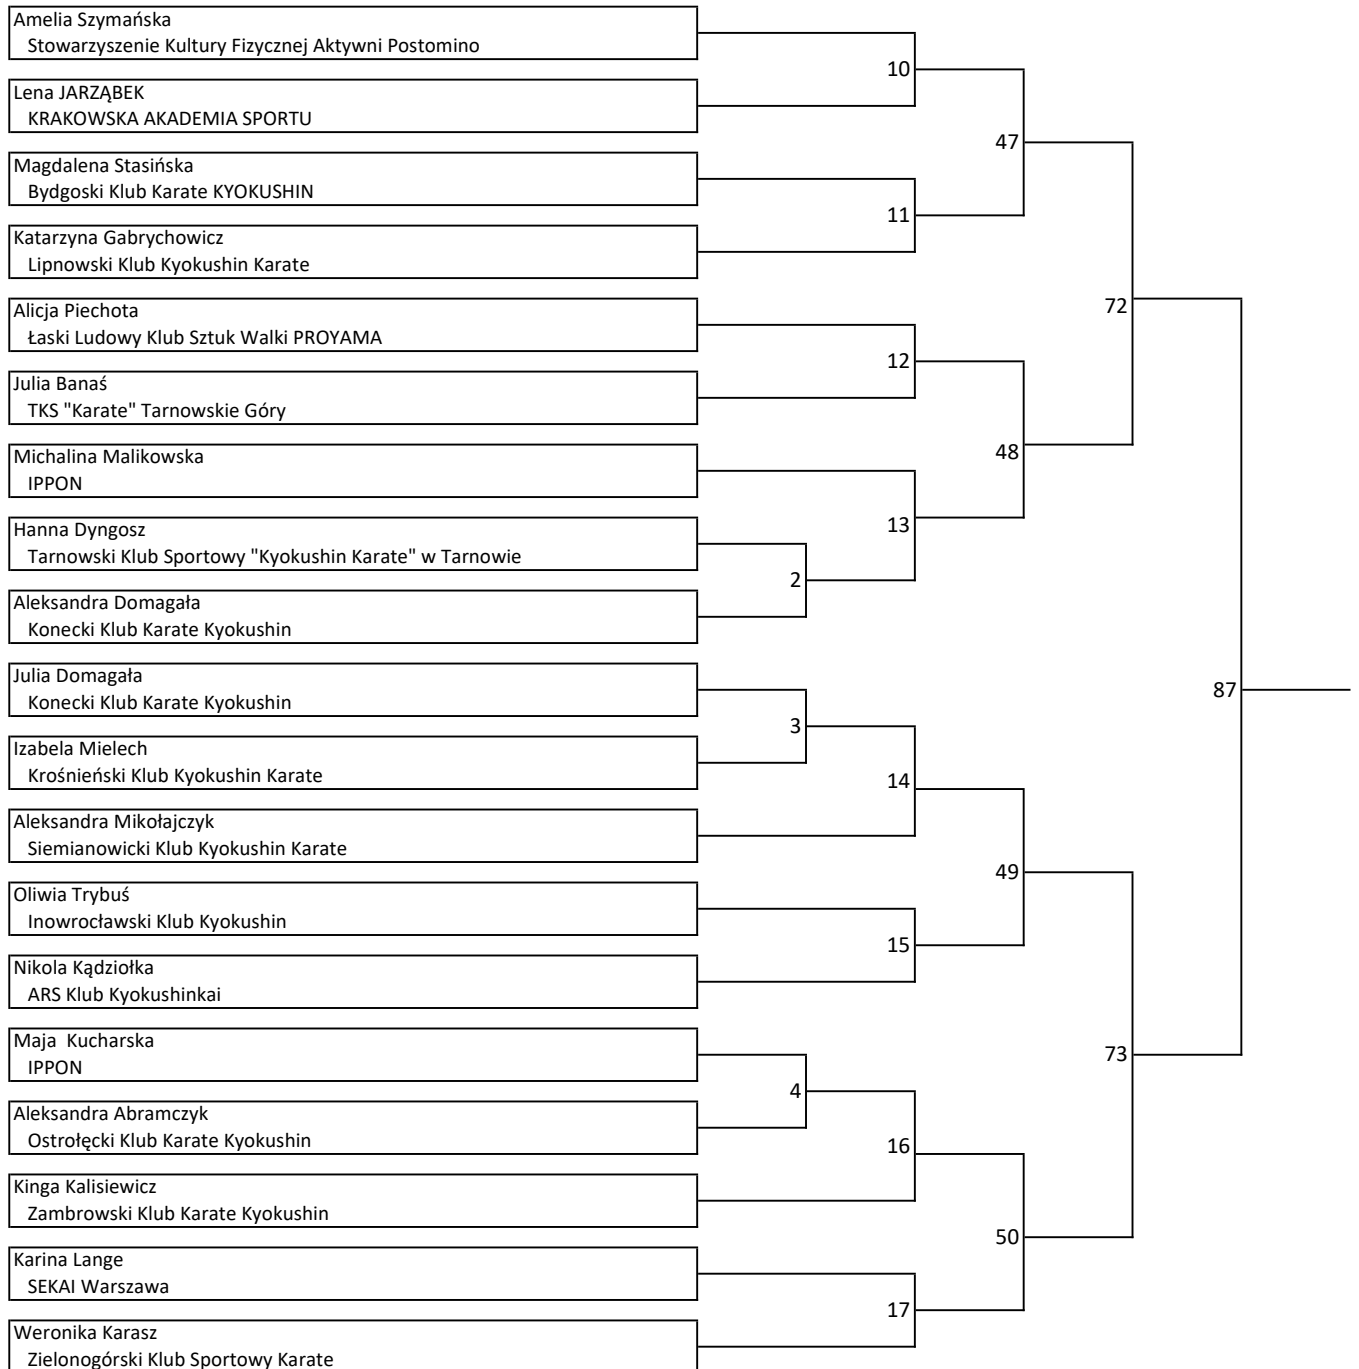 Amelia Szymańska
Stowarzyszenie Kultury Fizycznej Aktywni Postomino
10
Lena JARZĄBEK
KRAKOWSKA AKADEMIA SPORTU
47
Magdalena Stasińska
Bydgoski Klub Karate KYOKUSHIN
11
Katarzyna Gabrychowicz
Lipnowski Klub Kyokushin Karate
72
Alicja Piechota
Łaski Ludowy Klub Sztuk Walki PROYAMA
12
Julia Banaś
TKS "Karate" Tarnowskie Góry
48
Michalina Malikowska
IPPON
13
Hanna Dyngosz
Tarnowski Klub Sportowy "Kyokushin Karate" w Tarnowie
2
Aleksandra Domagała
Konecki Klub Karate Kyokushin
Julia Domagała
Konecki Klub Karate Kyokushin
87
3
Izabela Mielech
Krośnieński Klub Kyokushin Karate
14
Aleksandra Mikołajczyk
Siemianowicki Klub Kyokushin Karate
49
Oliwia Trybuś
Inowrocławski Klub Kyokushin
15
Nikola Kądziołka
ARS Klub Kyokushinkai
Maja  Kucharska
IPPON
73
4
Aleksandra Abramczyk
Ostrołęcki Klub Karate Kyokushin
16
Kinga Kalisiewicz
Zambrowski Klub Karate Kyokushin
50
Karina Lange
SEKAI Warszawa
17
Weronika Karasz
Zielonogórski Klub Sportowy Karate